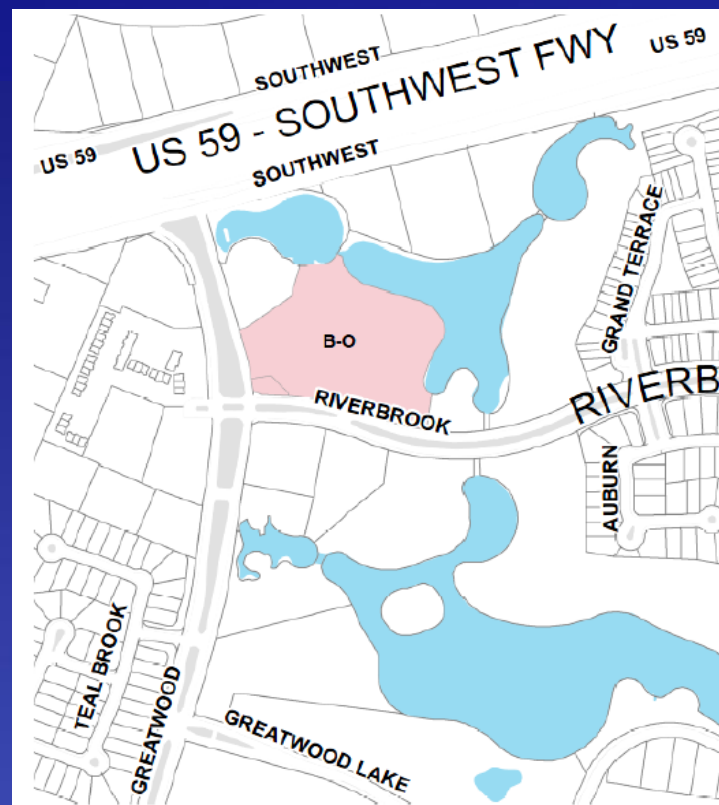 SOUTHWEST
US 59
US 59 - SOUTHWEST FWY
US 59
SOUTHWEST
GRAND TERRACE
B-O
RIVERBROOK
RIVERB
AUBURN
TEAL BROOK
GREATWOOD
GREATWOOD LAKE